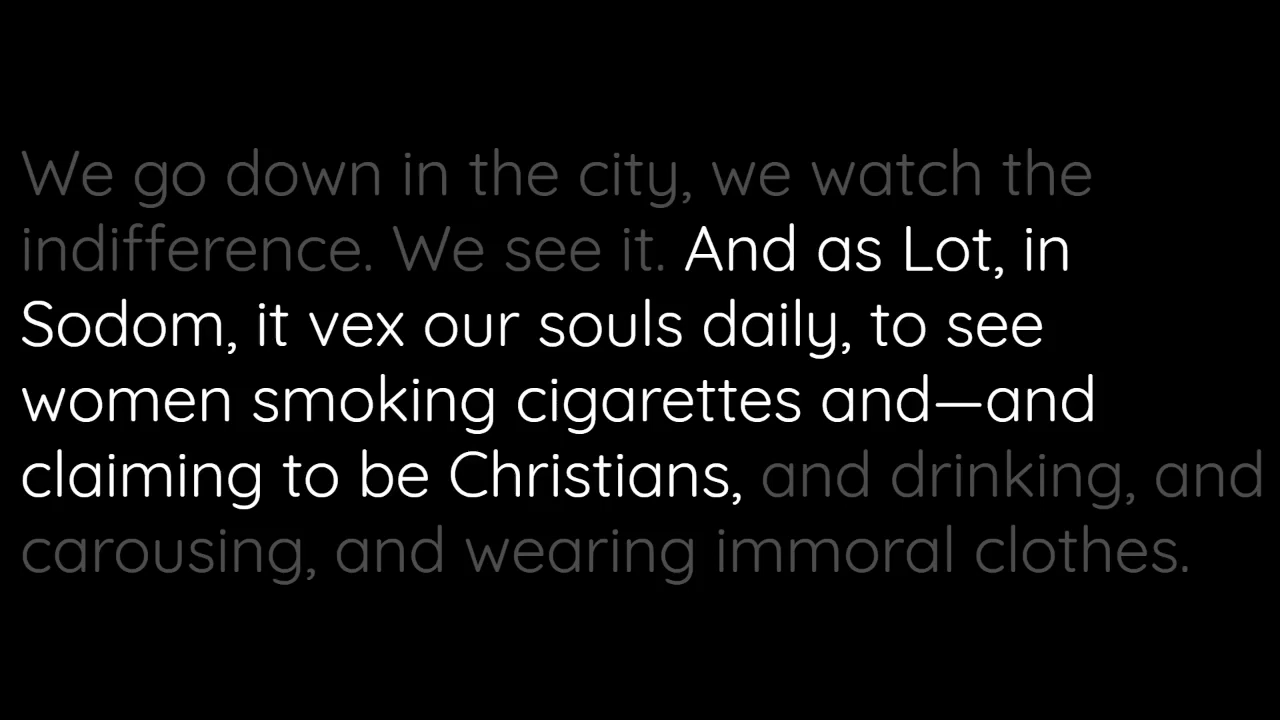 We go down in the city, we watch the
indifference. We see it. And as Lot, in
Sodom, it vex our souls daily, to see
women smoking cigarettes and—and
claiming to be Christians, and drinking, and
carousing, and wearing immoral clothes.